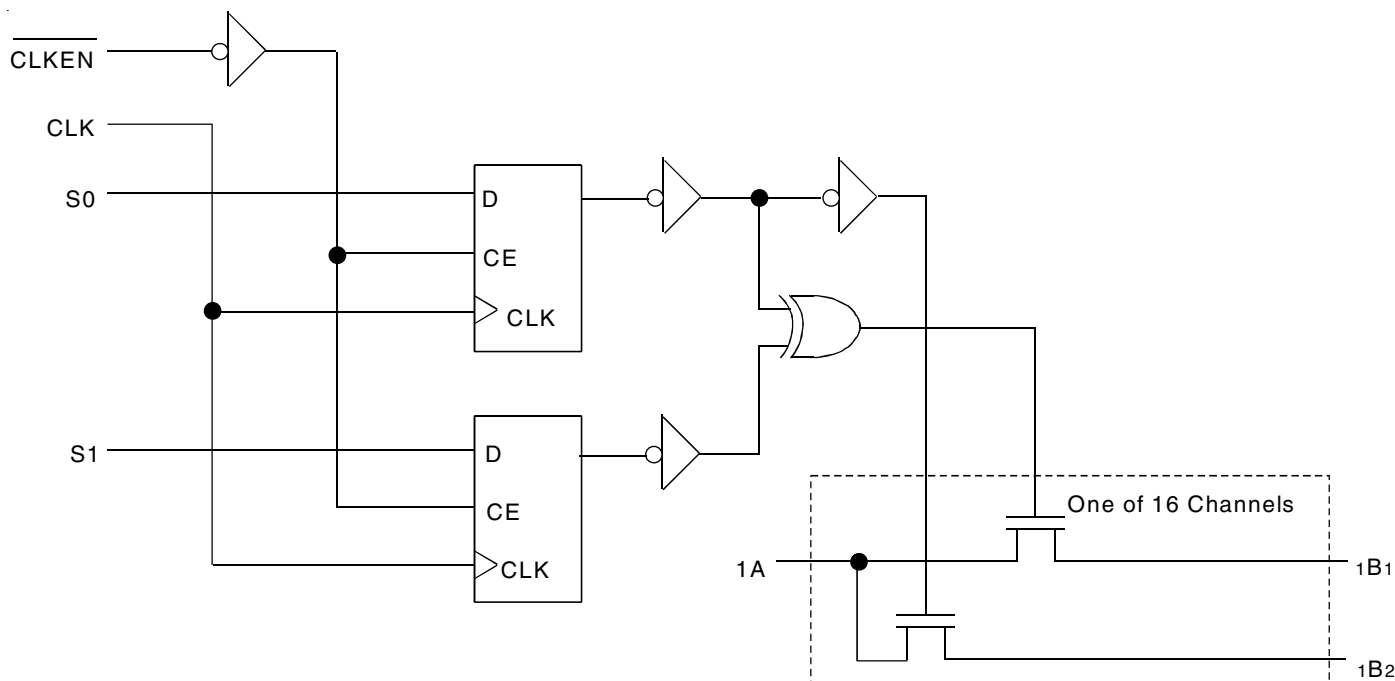 CLKEN
CLK
S0
D
CE
CLK
S1
D
CE
CLK
One of 16 Channels
1A
1B1
1B2